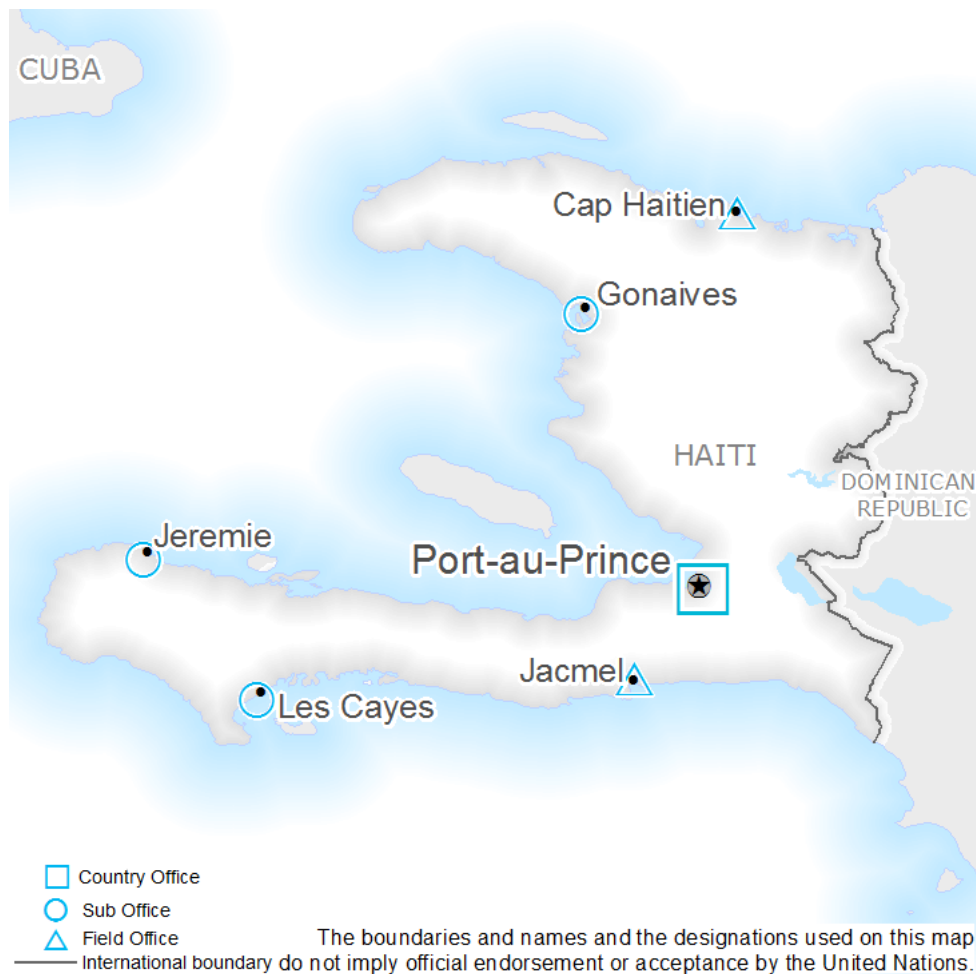 CUBA
Cap Haitien
Gonaives
HAITI
DOMINICAN
REPUBLIC
Jeremie
Port-au-Prince
Jacmel
Les Cayes
Country Office
Sub Office
Field Office
International boundary
The boundaries and names and the designations used on this map
do not imply official endorsement or acceptance by the United Nations.